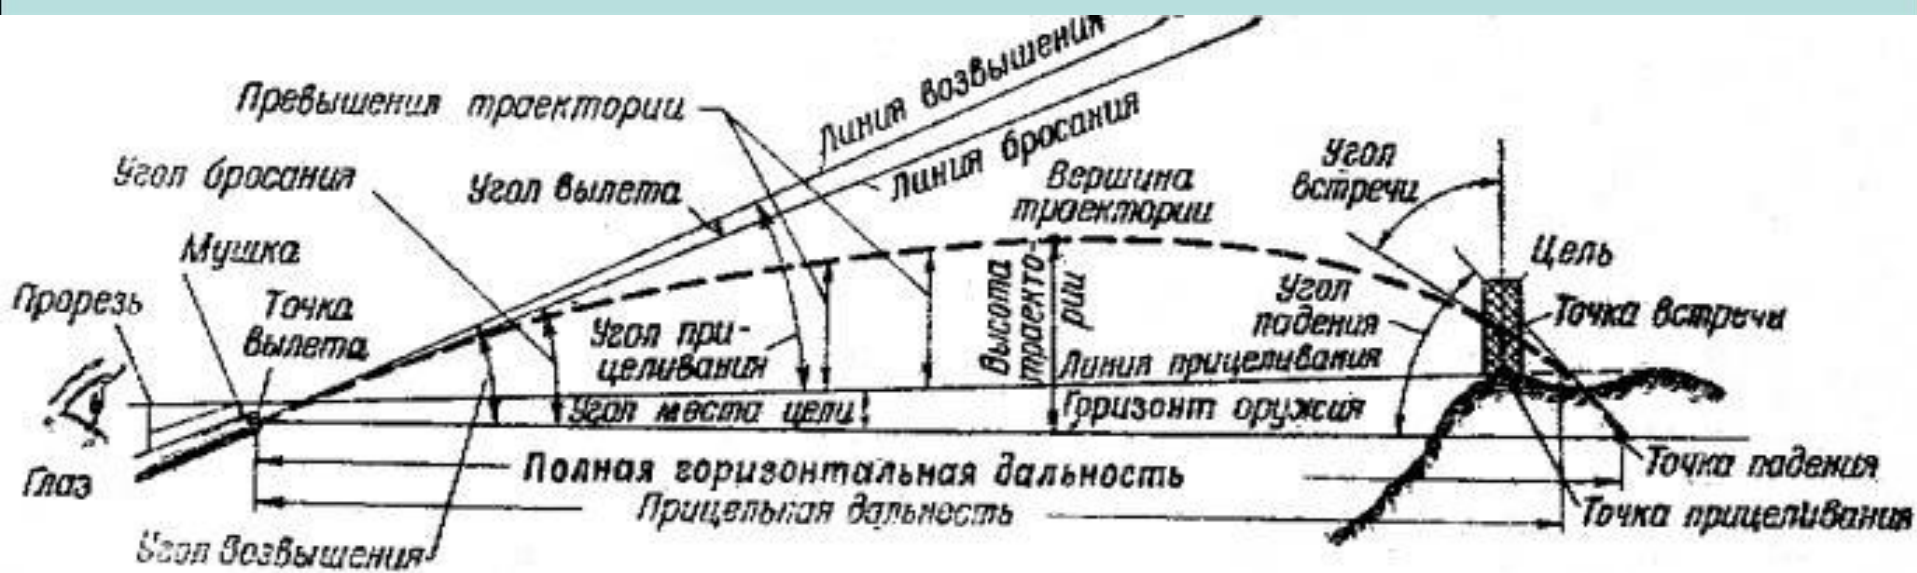 Линия возвышения
Превышения траектории
Линия бросания
Угол бросания
Угол вылета
Вершина
траектории
Угол
встречи
Мушка
Цель
Прорезь
Точка
вылета
Угол при-
целивания
Высота
траекто-
рии
Угол
падения
Точка встречи
Линия прицеливания
Угол места цели
Горизонт оружия
Глаз
Полная горизонтальная дальность
Точка падения
Прицельная дальность
Точка прицеливания
Угол возвышения